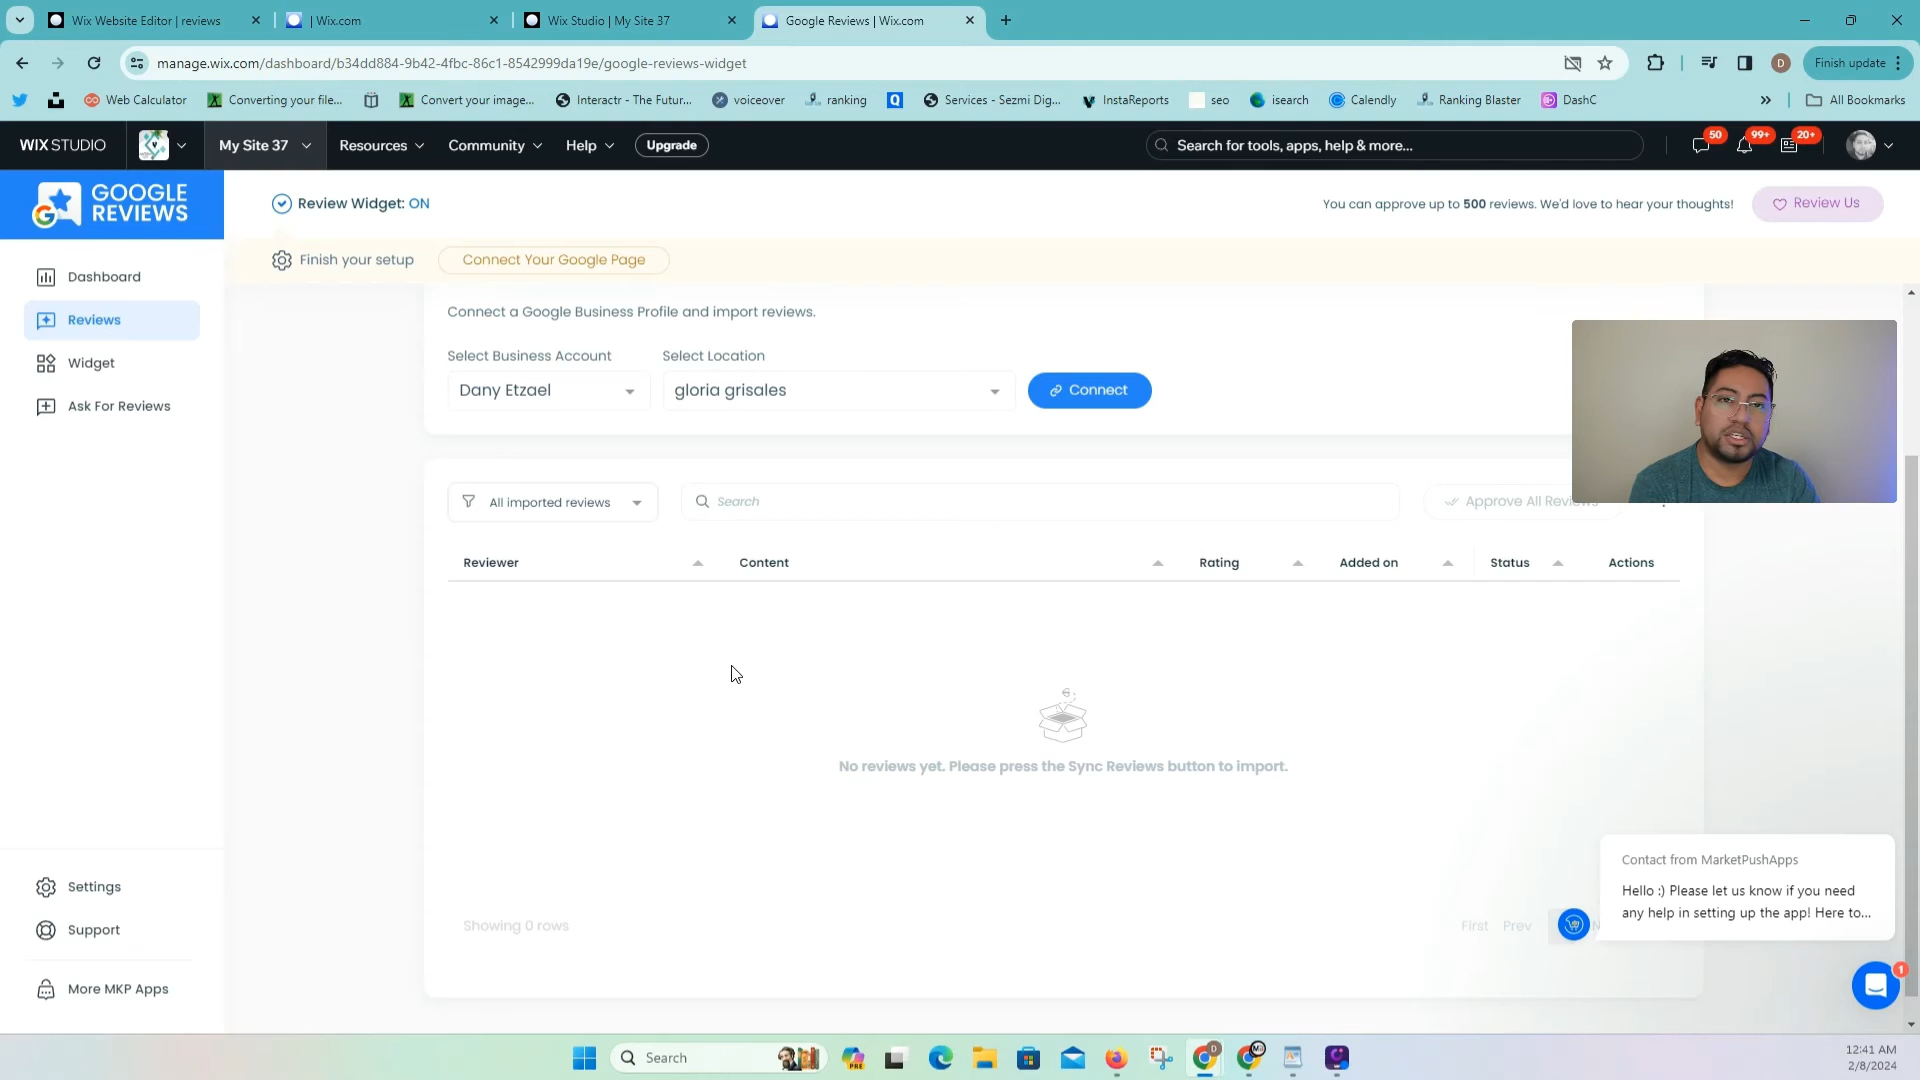 Wix Website Editor | reviews
| Wix.com
Wix Studio | My Site 37
Google Reviews | Wix.com
manage.wix.com/dashboard/b34dd884-9b42-4fbc-86c1-8542999da19e/google-reviews-widget
D
Finish update
Web Calculator
Converting your file...
Convert your image...
Interactr - The Futur...
voiceover
ranking
Services - Sezmi Dig...
InstaReports
seo
isearch
Calendly
Ranking Blaster
DashC
All Bookmarks
WIX STUDIO
My Site 37
Resources
Community
Help
Upgrade
Search for tools, apps, help & more...
50
99+
20+
GOOGLE
REVIEWS
Review Widget: ON
You can approve up to 500 reviews. We'd love to hear your thoughts!
Review Us
Finish your setup
Connect Your Google Page
Dashboard
Reviews
Widget
Ask For Reviews
Connect a Google Business Profile and import reviews.
Select Business Account
Select Location
Dany Etzael
gloria grisales
Connect
All imported reviews
Search
Approve All Reviews
Reviewer
Content
Rating
Added on
Status
Actions
No reviews yet. Please press the Sync Reviews button to import.
Showing 0 rows
First
Prev
Contact from MarketPushApps
Hello :) Please let us know if you need
any help in setting up the app! Here to...
1
Settings
Support
More MKP Apps
Search
PRE
D
12:41 AM
2/8/2024